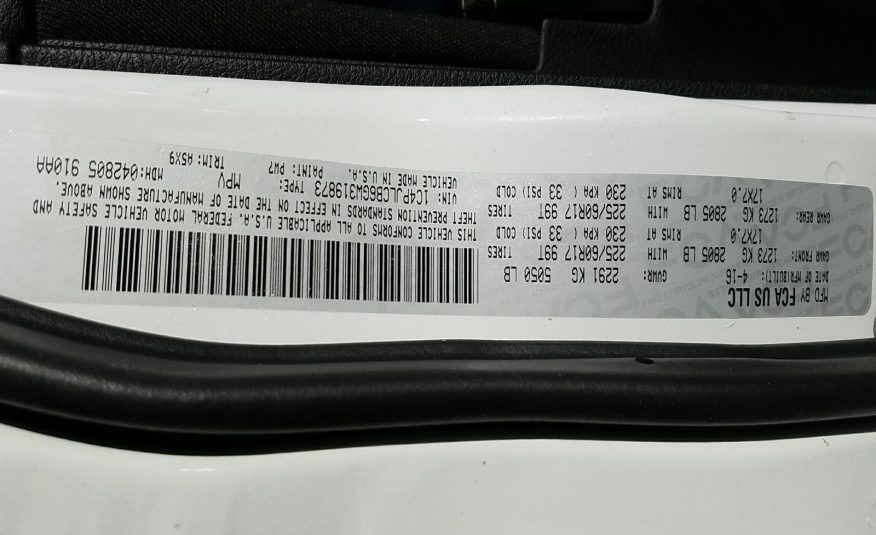 MFD BY FCA US LLC
DATE OF MFR(BUILT): 4-16 GVWR: 2291 KG 5050 LB
GAWR FRONT: 1273 KG 2805 LB WITH TIRES 225/60R17 99T
17X7.0 RIMS AT 230 KPA ( 33 PSI) COLD
GAWR REAR: 1273 KG 2805 LB WITH TIRES 225/60R17 99T
17X7.0 RIMS AT 230 KPA ( 33 PSI) COLD
THIS VEHICLE CONFORMS TO ALL APPLICABLE U.S.A. FEDERAL MOTOR VEHICLE SAFETY AND
THEFT PREVENTION STANDARDS IN EFFECT ON THE DATE OF MANUFACTURE SHOWN ABOVE.
VIN: 1C4PJLCB6GW319873 TYPE: MPV MDH:042805 910AA
VEHICLE MADE IN U.S.A. PAINT: PW7 TRIM: A5X9